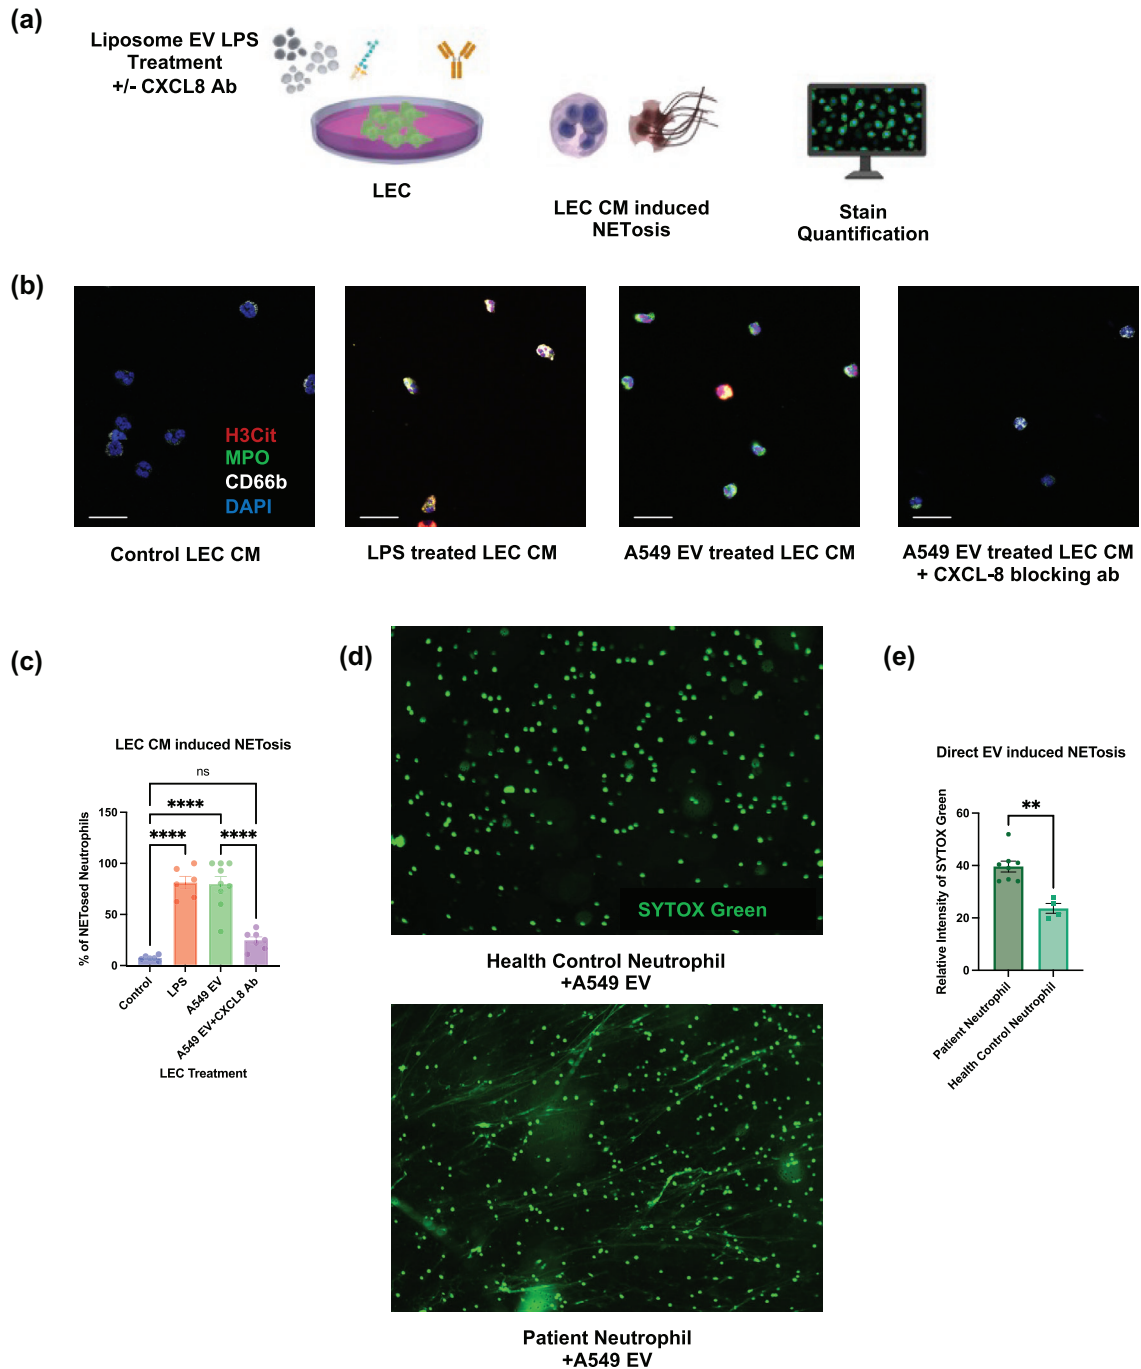 (a)
Liposome EV LPS
Treatment
+/- CXCL8 Ab
LEC
LEC CM induced
NETosis
Stain
Quantification
(b)
H3Cit
MPO
CD66b
DAPI
Control LEC CM
LPS treated LEC CM
A549 EV treated LEC CM
A549 EV treated LEC CM
+ CXCL-8 blocking ab
(c)
LEC CM induced NETosis
ns
****
****
****
% of NETosed Neutrophils
150
100
50
0
Control
LPS
A549 EV
A549 EV+CXCL8 Ab
LEC Treatment
(d)
SYTOX Green
Health Control Neutrophil
+A549 EV
Patient Neutrophil
+A549 EV
(e)
Direct EV induced NETosis
**
Relative Intensity of SYTOX Green
60
40
20
0
Patient Neutrophil
Health Control Neutrophil